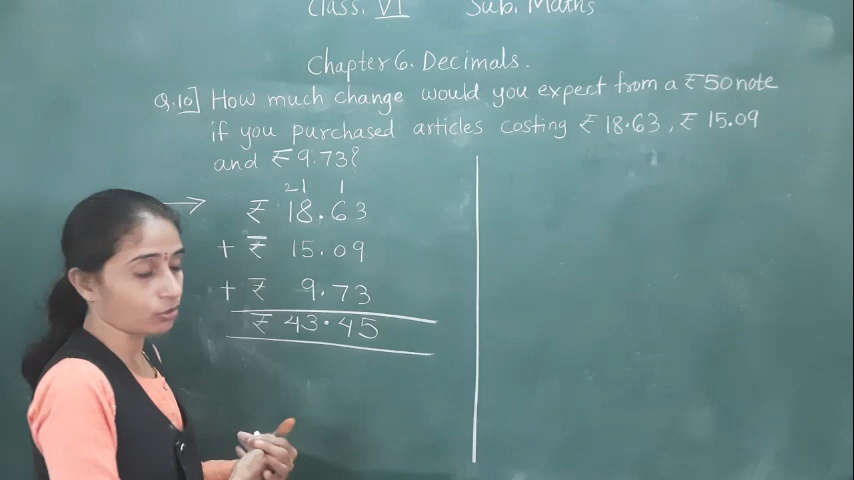 Class. VI Sub. Maths
Chapter 6. Decimals.
Q.10] How much change would you expect from a ₹50 note
if you purchased articles costing ₹ 18.63, ₹ 15.09
and ₹ 9.73?
21 1
→ ₹ 18.63
+ ₹ 15.09
+ ₹ 9.73
₹ 43.45